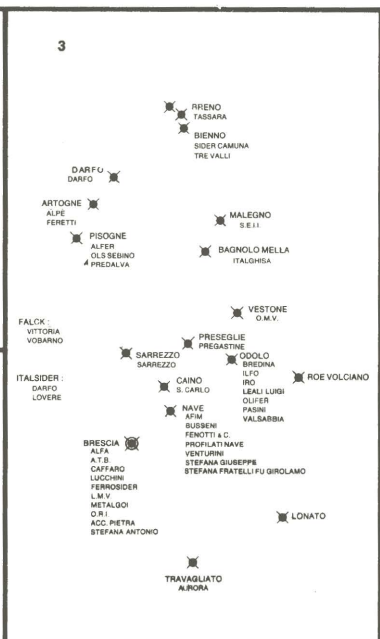 3
RRENO
TASSARA
BIENNO
SIDER CAMUNA
TRE VALLI
DARFO
DARFO
ARTOGNE
ALPÈ
FERETTI
PISOGNE
ALFER
OLS SEBINO
PREDALVA
MALEGNO
S.E.I.I.
BAGNOLO MELLA
ITALGHISA
VESTONE
O.M.V.
FALCK :
VITTORIA
VOBARNO
ITALSIDER :
DARFO
LOVERE
PRESEGLIE
PREGASTINE
SARREZZO
SARREZZO
ODOLO
BREDINA
ILFO
IRO
LEALI LUIGI
OLIFER
PASINI
VALSABBIA
ROE VOLCIANO
CAINO
S. CARLO
NAVE
AFIM
BUSSENI
FENOTTI & C.
PROFILATI NAVE
VENTURINI
STEFANA GIUSEPPE
STEFANA FRATELLI FU GIROLAMO
BRESCIA
ALFA
A.T.B.
CAFFARO
LUCCHINI
FERROSIDER
L.M.V.
METALGOI
O.R.I.
ACC. PIETRA
STEFANA ANTONIO
LONATO
TRAVAGLIATO
AURORA